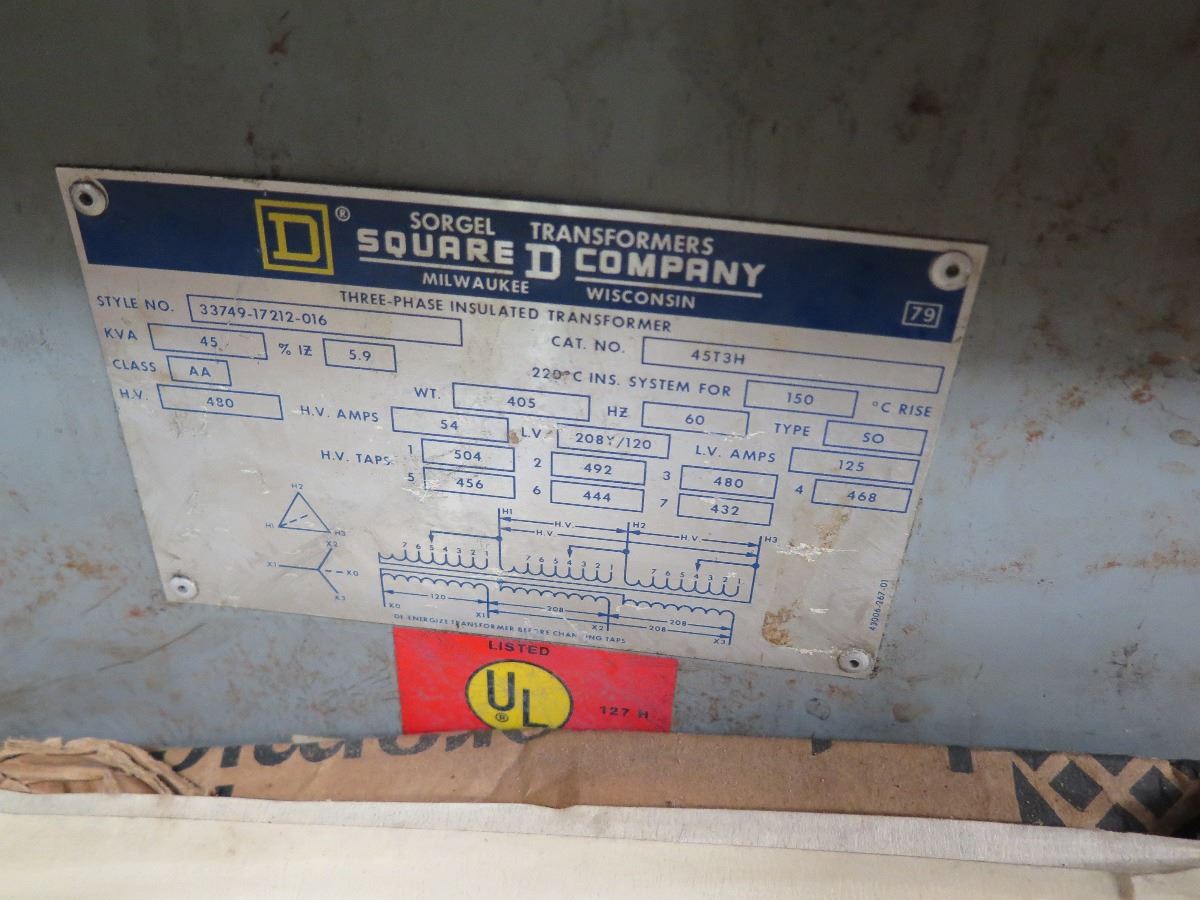 D ® SORGEL TRANSFORMERS
SQUARE D COMPANY
MILWAUKEE WISCONSIN
79
THREE-PHASE INSULATED TRANSFORMER
STYLE NO. 33749-17212-016 CAT. NO. 45T3H
KVA 45 % IZ 5.9 220°C INS. SYSTEM FOR 150 °C RISE
CLASS AA WT. 405 HZ 60 TYPE SO
H.V. 480 H.V. AMPS 54 L.V. 208Y/120 L.V. AMPS 125
H.V. TAPS 1 504 2 492 3 480 4 468
5 456 6 444 7 432
H2
H1 H3
X2
X1 X0
X3
H1 H.V. H2 H.V. H3
H.V.
7 6 5 4 3 2 1 7 6 5 4 3 2 1 7 6 5 4 3 2 1
120 208 208
X0 X1 X2 208 X3
DE-ENERGIZE TRANSFORMER BEFORE CHANGING TAPS
43006-267-01
LISTED
UL ®
127 H